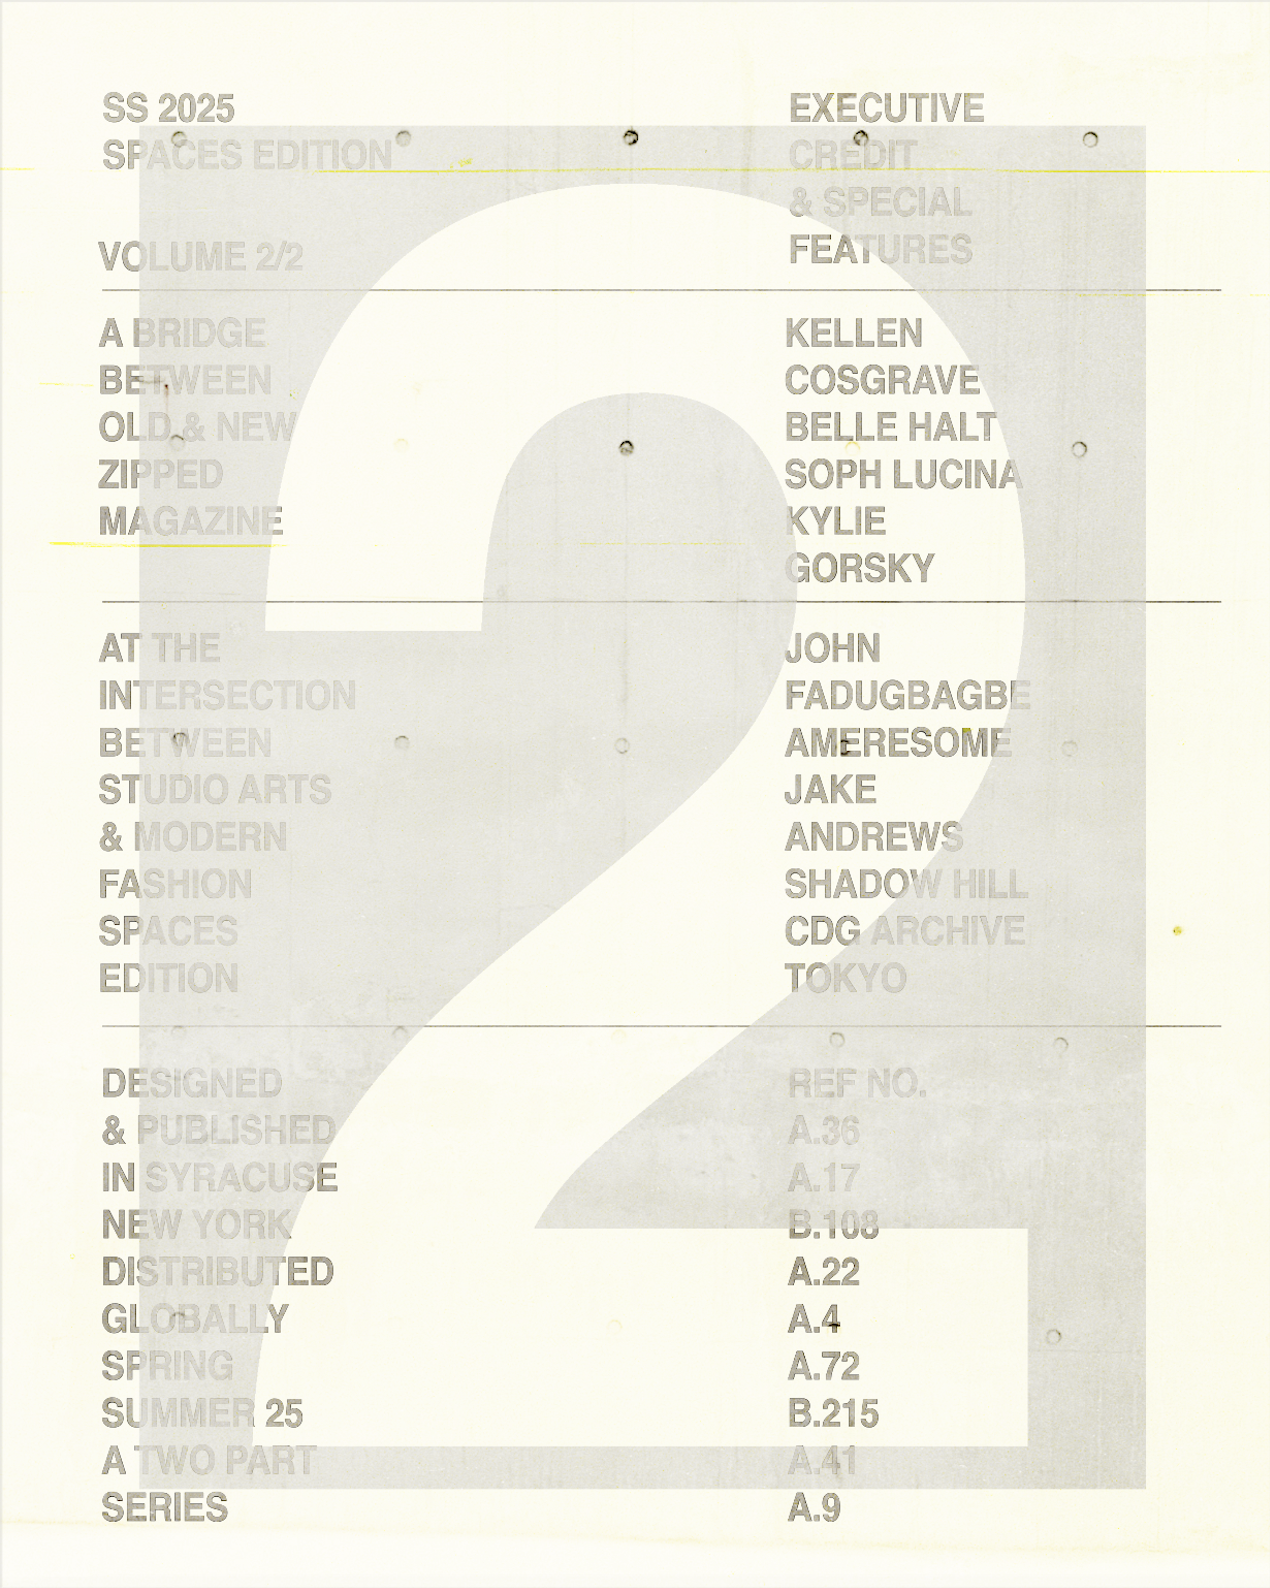 SS 2025
SPACES EDITION
VOLUME 2/2
EXECUTIVE
CREDIT
& SPECIAL
FEATURES
A BRIDGE
BETWEEN
OLD & NEW
ZIPPED
MAGAZINE
KELLEN
COSGRAVE
BELLE HALT
SOPH LUCINA
KYLIE
GORSKY
AT THE
INTERSECTION
BETWEEN
STUDIO ARTS
& MODERN
FASHION
SPACES
EDITION
JOHN
FADUGBAGBE
AMERESOME
JAKE
ANDREWS
SHADOW HILL
CDG ARCHIVE
TOKYO
DESIGNED
& PUBLISHED
IN SYRACUSE
NEW YORK
DISTRIBUTED
GLOBALLY
SPRING
SUMMER 25
A TWO PART
SERIES
REF NO.
A.36
A.17
B.108
A.22
A.4
A.72
B.215
A.41
A.9
2